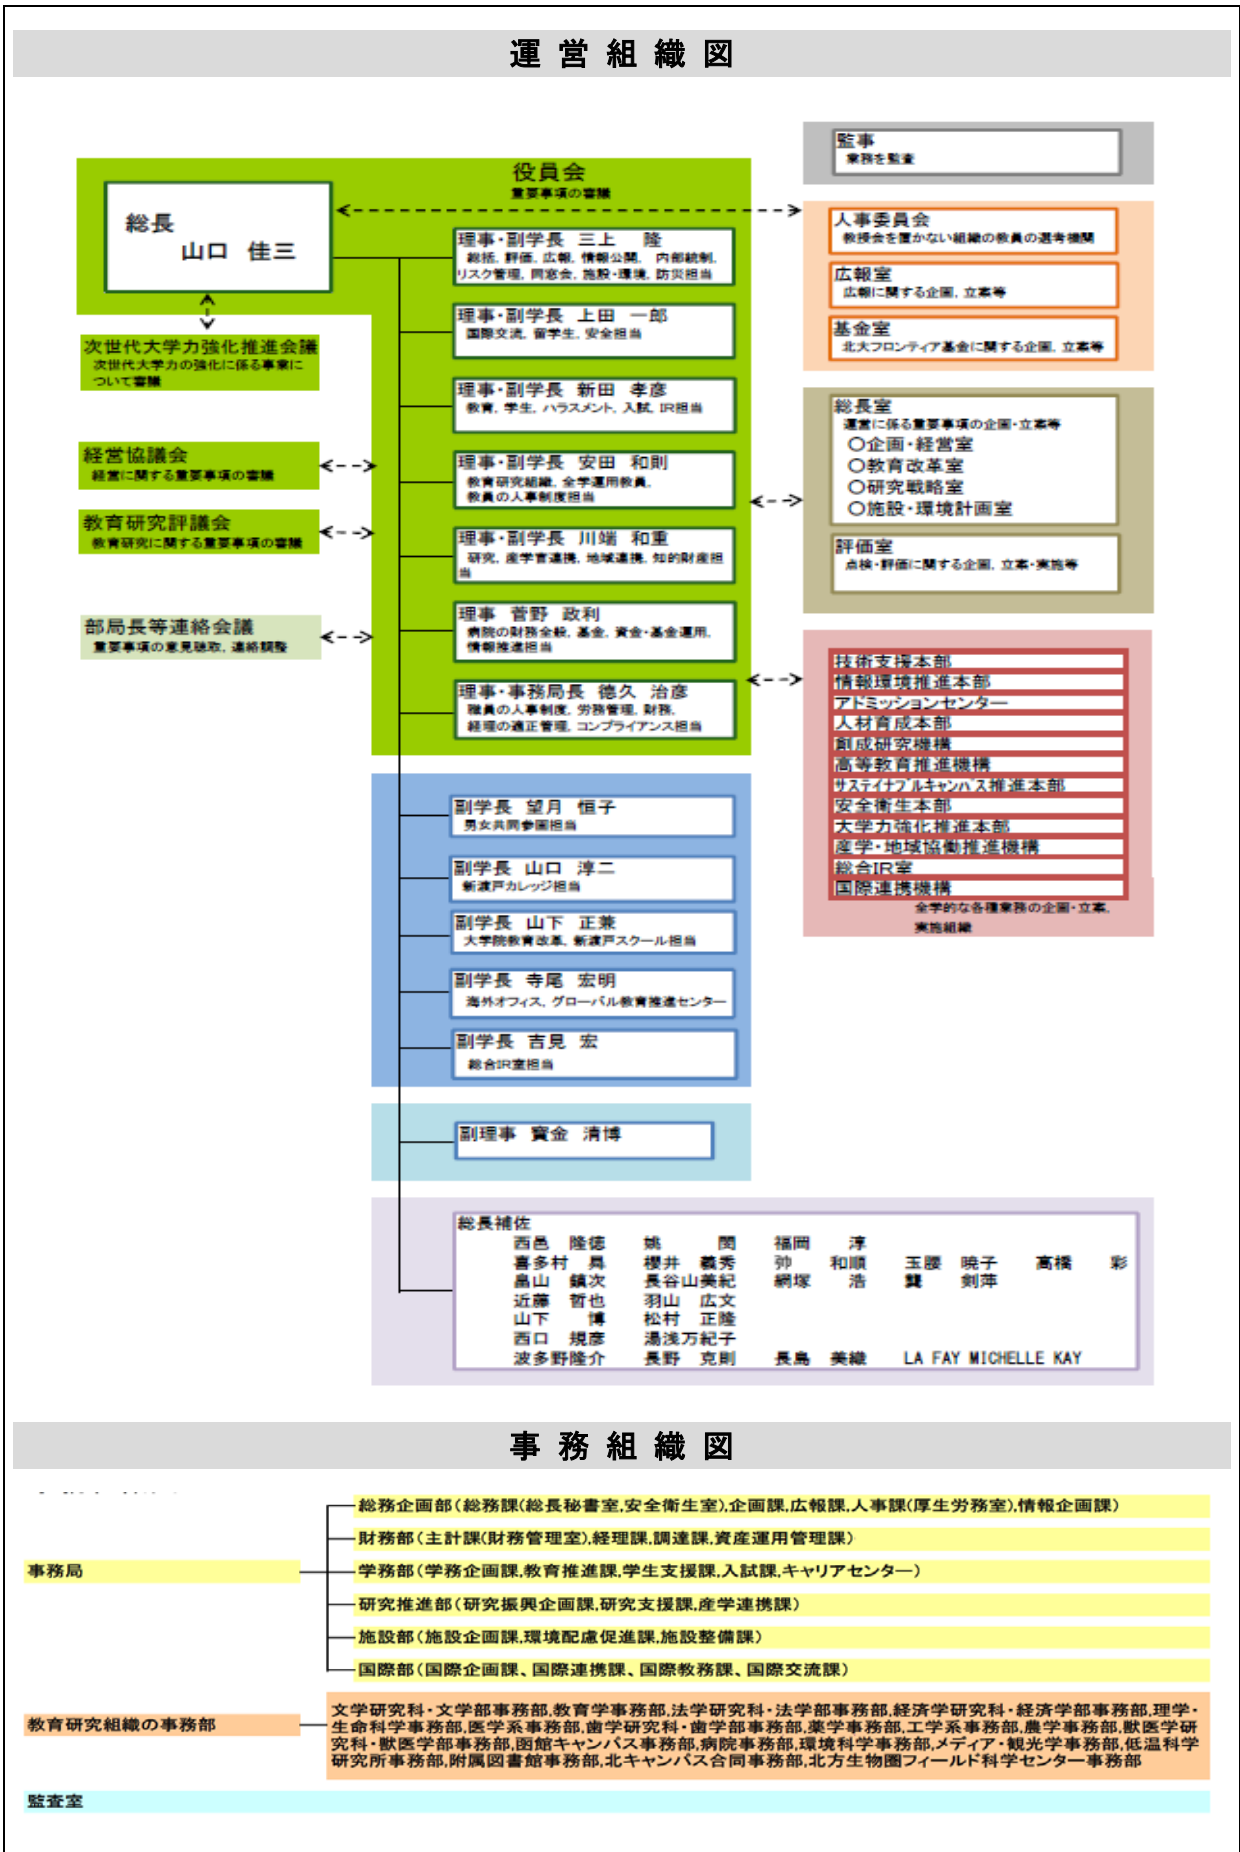 運営組織図
監事
業務を監査
役員会
重要事項の審議
総長
山口 佳三
人事委員会
教授会を置かない組織の教員の選考機関
広報室
広報に関する企画, 立案等
基金室
北大フロンティア基金に関する企画, 立案等
理事・副学長 三上 隆
総括, 評価, 広報, 情報公開, 内部統制,
リスク管理, 同窓会, 施設・環境, 防災担当
理事・副学長 上田 一郎
国際交流, 留学生, 安全担当
次世代大学力強化推進会議
次世代大学力の強化に係る事業に
ついて審議
理事・副学長 新田 孝彦
教育, 学生, ハラスメント, 入試, IR担当
総長室
運営に係る重要事項の企画・立案等
○企画・経営室
○教育改革室
○研究戦略室
○施設・環境計画室
経営協議会
経営に関する重要事項の審議
理事・副学長 安田 和則
教育研究組織, 全学運用教員,
教員の人事制度担当
教育研究評議会
教育研究に関する重要事項の審議
理事・副学長 川端 和重
研究, 産学官連携, 地域連携, 知的財産担
当
評価室
点検・評価に関する企画, 立案・実施等
部局長等連絡会議
重要事項の意見聴取, 連絡調整
理事 菅野 政利
病院の財務全般, 基金, 資金・基金運用,
情報推進担当
理事・事務局長 徳久 治彦
職員の人事制度, 労務管理, 財務,
経理の適正管理, コンプライアンス担当
技術支援本部
情報環境推進本部
アドミッションセンター
人材育成本部
創成研究機構
高等教育推進機構
サステイナブルキャンパス推進本部
安全衛生本部
大学力強化推進本部
産学・地域協働推進機構
総合IR室
国際連携機構
全学的な各種業務の企画・立案,
実施組織
副学長 望月 恒子
男女共同参画担当
副学長 山口 淳二
新渡戸カレッジ担当
副学長 山下 正兼
大学院教育改革, 新渡戸スクール担当
副学長 寺尾 宏明
海外オフィス, グローバル教育推進センター
副学長 吉見 宏
総合IR室担当
副理事 寳金 清博
総長補佐
西邑 隆徳 姚 閔 福岡 淳
喜多村 曻 櫻井 義秀 卯 和順 玉腰 暁子 高橋 彩
畠山 鎮次 長谷山美紀 網塚 浩 龔 剣萍
近藤 哲也 羽山 広文
山下 博 松村 正隆
西口 規彦 湯浅万紀子
波多野隆介 長野 克則 長島 美織 LA FAY MICHELLE KAY
事務組織図
総務企画部(総務課(総長秘書室,安全衛生室),企画課,広報課,人事課(厚生労務室),情報企画課)
財務部(主計課(財務管理室),経理課,調達課,資産運用管理課)
事務局
学務部(学務企画課,教育推進課,学生支援課,入試課,キャリアセンター)
研究推進部(研究振興企画課,研究支援課,産学連携課)
施設部(施設企画課,環境配慮促進課,施設整備課)
国際部(国際企画課、国際連携課、国際教務課、国際交流課)
教育研究組織の事務部
文学研究科・文学部事務部,教育学事務部,法学研究科・法学部事務部,経済学研究科・経済学部事務部,理学・
生命科学事務部,医学系事務部,歯学研究科・歯学部事務部,薬学事務部,工学系事務部,農学事務部,獣医学研
究科・獣医学部事務部,函館キャンパス事務部,病院事務部,環境科学事務部,メディア・観光学事務部,低温科学
研究所事務部,附属図書館事務部,北キャンパス合同事務部,北方生物圏フィールド科学センター事務部
監査室